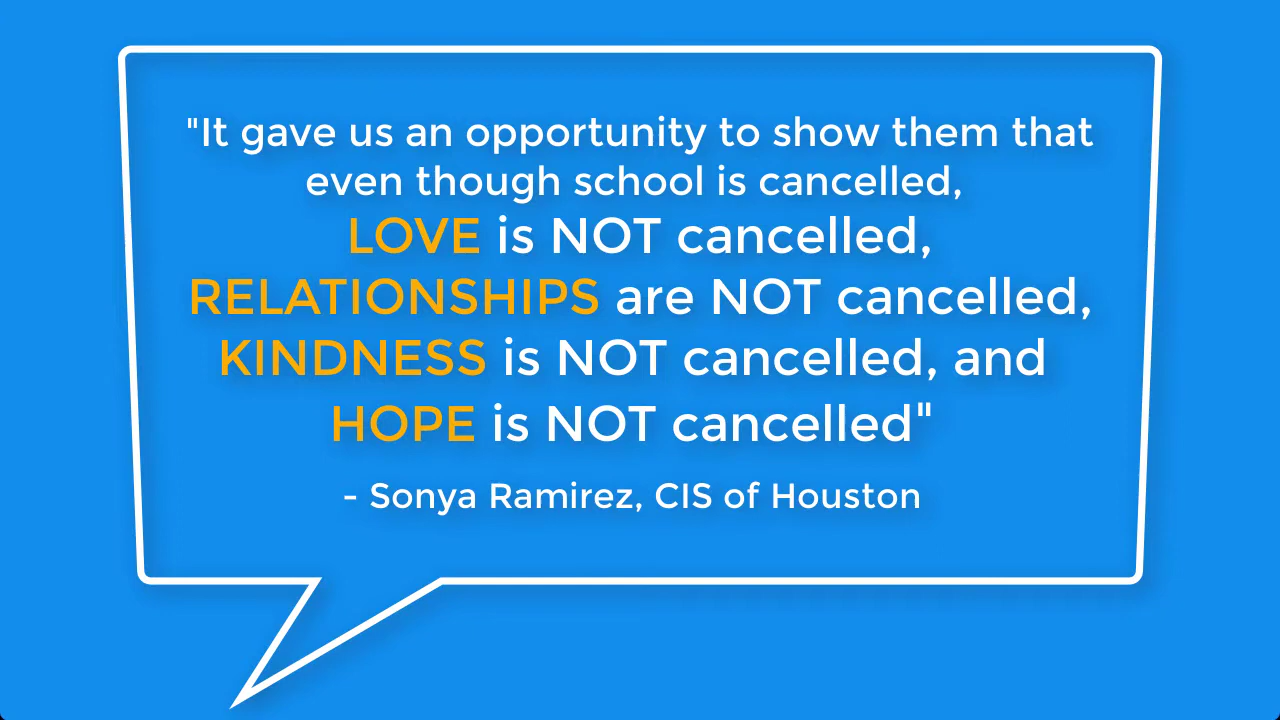 "It gave us an opportunity to show them that
even though school is cancelled,
LOVE is NOT cancelled,
RELATIONSHIPS are NOT cancelled,
KINDNESS is NOT cancelled, and
HOPE is NOT cancelled"
- Sonya Ramirez, CIS of Houston